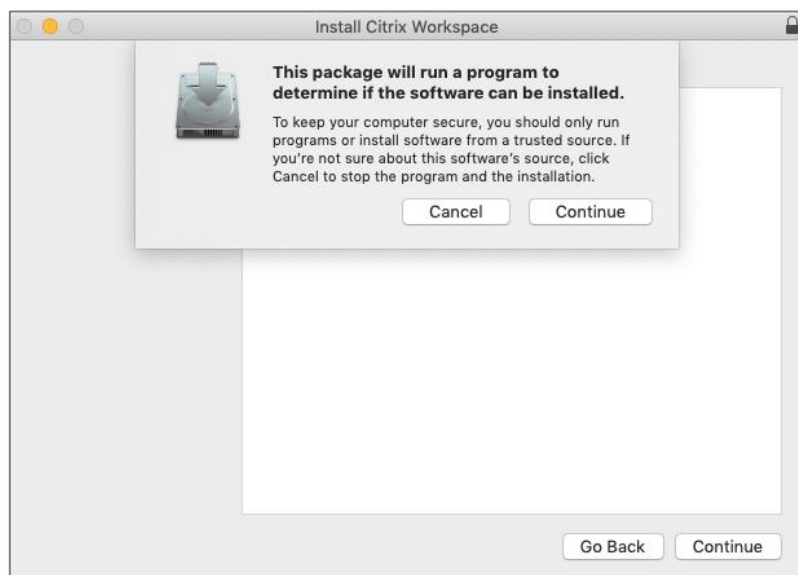 Install Citrix Workspace
This package will run a program to
determine if the software can be installed.
To keep your computer secure, you should only run
programs or install software from a trusted source. If
you're not sure about this software's source, click
Cancel to stop the program and the installation.
Cancel
Continue
Go Back
Continue